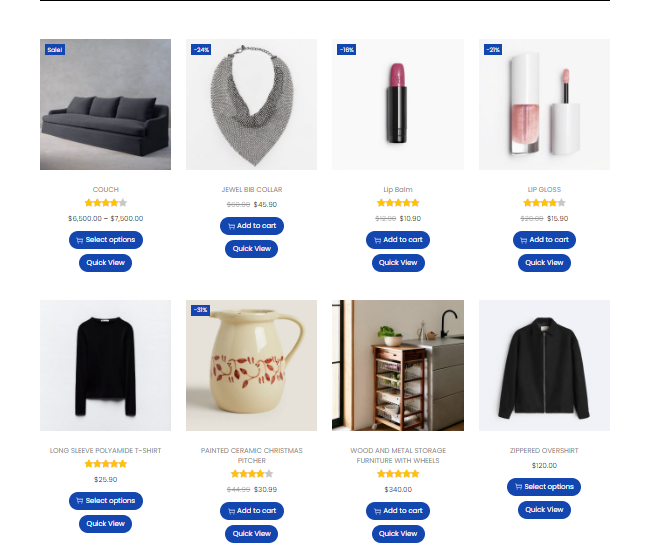 Sale!
-24%
-16%
-21%
COUCH
JEWEL BIB COLLAR
Lip Balm
LIP GLOSS
$6,500.00 – $7,500.00
$60.00 $45.90
$12.90 $10.90
$20.00 $15.90
Select options
Add to cart
Add to cart
Add to cart
Quick View
Quick View
Quick View
Quick View
-31%
LONG SLEEVE POLYAMIDE T-SHIRT
PAINTED CERAMIC CHRISTMAS
PITCHER
WOOD AND METAL STORAGE
FURNITURE WITH WHEELS
ZIPPERED OVERSHIRT
$25.90
$44.99 $30.99
$340.00
$120.00
Select options
Add to cart
Add to cart
Select options
Quick View
Quick View
Quick View
Quick View